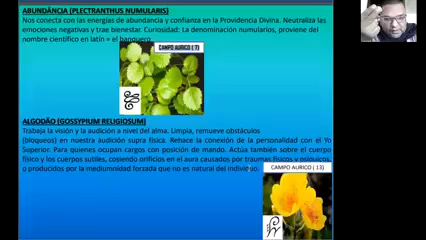 ABUNDÂNCIA (PLECTRANTHUS NUMULARIS)
Nos conecta con las energías de abundancia y confianza en la Providencia Divina. Neutraliza las
emociones negativas y trae bienestar. Curiosidad: La denominación numularios, proviene del
nombre científico en latín = el banquero
CAMPO AURICO ( 7 )
ALGODÃO (GOSSYPIUM RELIGIOSUM)
Trabaja la visión y la audición a nivel del alma. Limpia, remueve obstáculos
(bloqueos) en nuestra audición supra física. Rehace la conexión de la personalidad con el Yo
Superior. Para quienes ocupan cargos con posición de mando. Actúa también sobre el cuerpo
físico y los cuerpos sutiles, cosiendo orificios en el aura causados por traumas físicos y psíquicos,
o producidos por la mediumnidad forzada que no es natural del individuo.
CAMPO AURICO ( 13 )